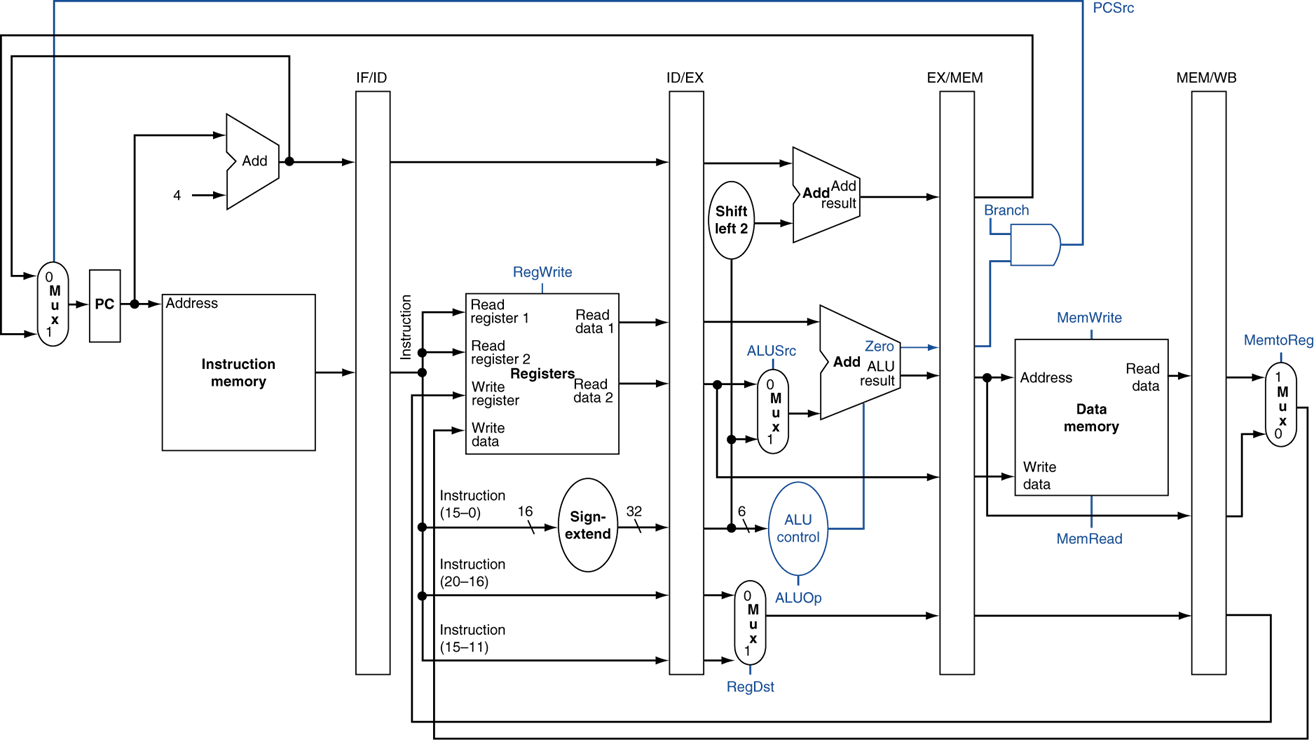 PCSrc
IF/ID
ID/EX
EX/MEM
MEM/WB
Add
4
Add
Add
result
Shift
left 2
Branch
0
M
u
x
1
PC
Address
Instruction
memory
Instruction
RegWrite
Read
register 1
Read
register 2
Write
register
Write
data
Registers
Read
data 1
Read
data 2
ALUSrc
0
M
u
x
1
Zero
Add
ALU
result
MemWrite
Address
Read
data
Data
memory
Write
data
MemRead
MemtoReg
1
M
u
x
0
Instruction
(15–0)
16
Sign-
extend
32
6
ALU
control
ALUOp
Instruction
(20–16)
Instruction
(15–11)
0
M
u
x
1
RegDst